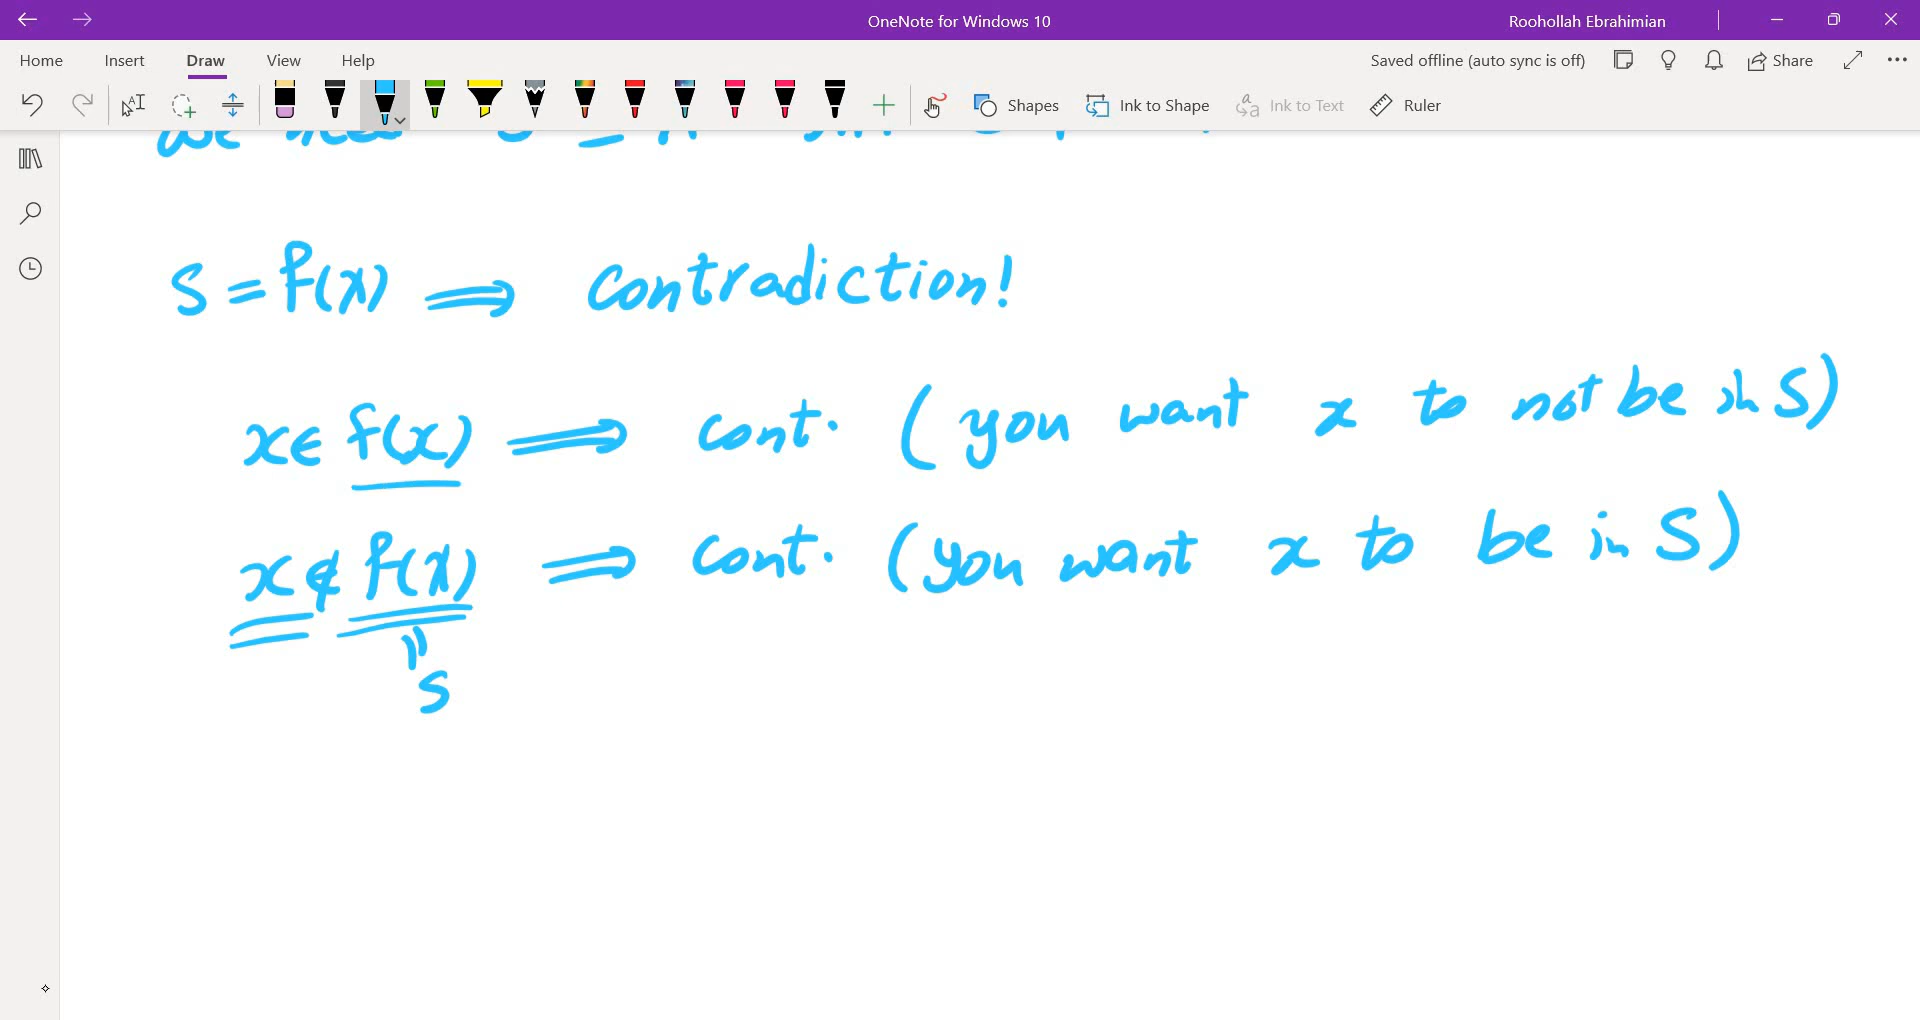 OneNote for Windows 10
Roohollah Ebrahimian
Home Insert Draw View Help
Saved offline (auto sync is off) Share
Shapes Ink to Shape Ink to Text Ruler
We need
S = f(x) ⟹ contradiction!
x ∈ f(x) ⟹ cont. (you want x to not be in S)
x ∉ f(x) ⟹ cont. (you want x to be in S)
S